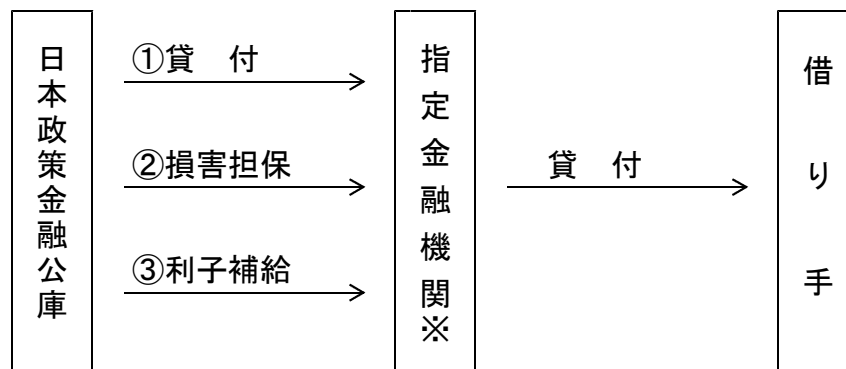 日本政策金融公庫
①貸　付
②損害担保
③利子補給
指定金融機関※
貸　付
借り手